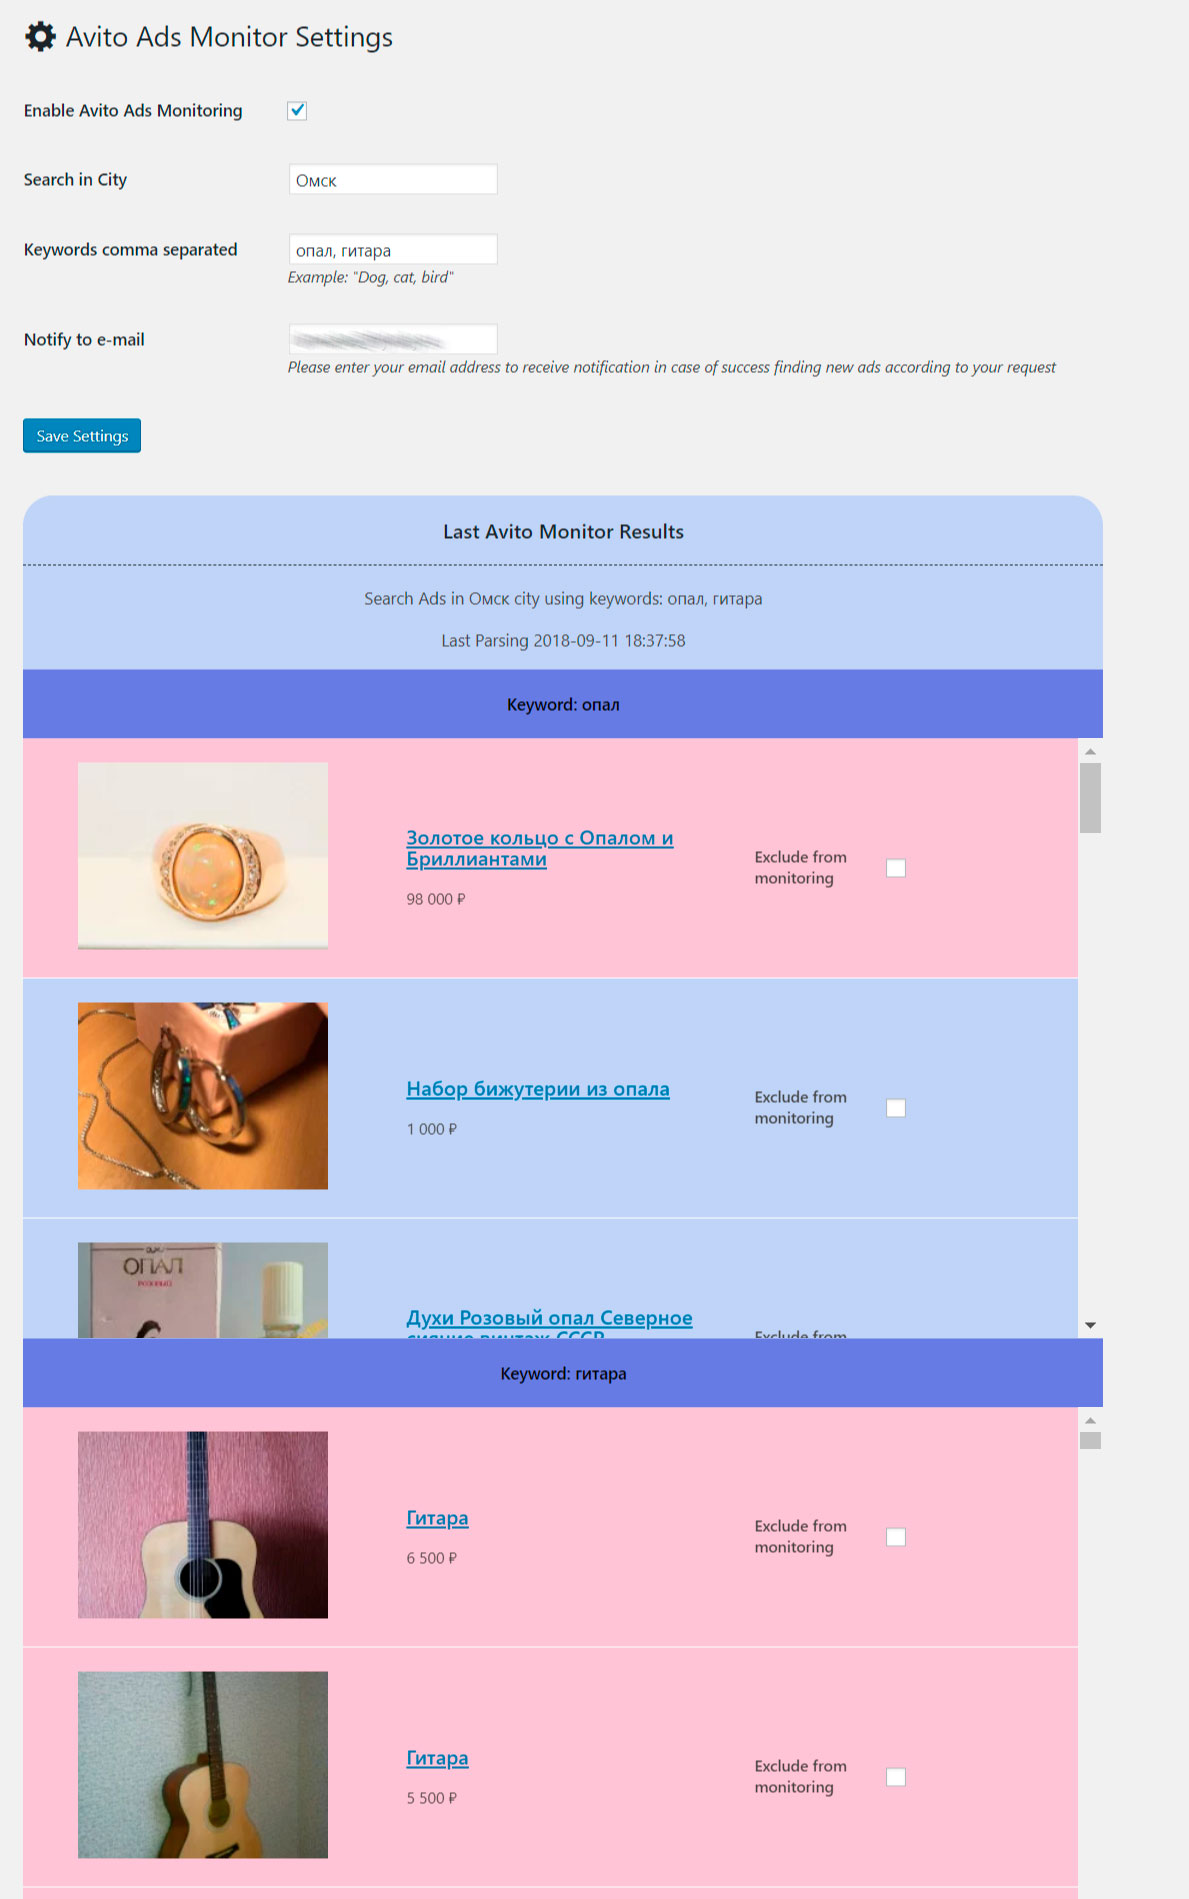 Avito Ads Monitor Settings
Enable Avito Ads Monitoring
Search in City
Омск
Keywords comma separated
опал, гитара
Example: "Dog, cat, bird"
Notify to e-mail
Please enter your email address to receive notification in case of success finding new ads according to your request
Save Settings
Last Avito Monitor Results
Search Ads in Омск city using keywords: опал, гитара
Last Parsing 2018-09-11 18:37:58
Keyword: опал
Золотое кольцо с Опалом и
Бриллиантами
98 000 ₽
Exclude from
monitoring
Набор бижутерии из опала
1 000 ₽
Exclude from
monitoring
ОПАЛ
РОЗОВЫЙ
Духи Розовый опал Северное
сияние винтаж СССР
Exclude from
Keyword: гитара
Гитара
6 500 ₽
Exclude from
monitoring
Гитара
5 500 ₽
Exclude from
monitoring